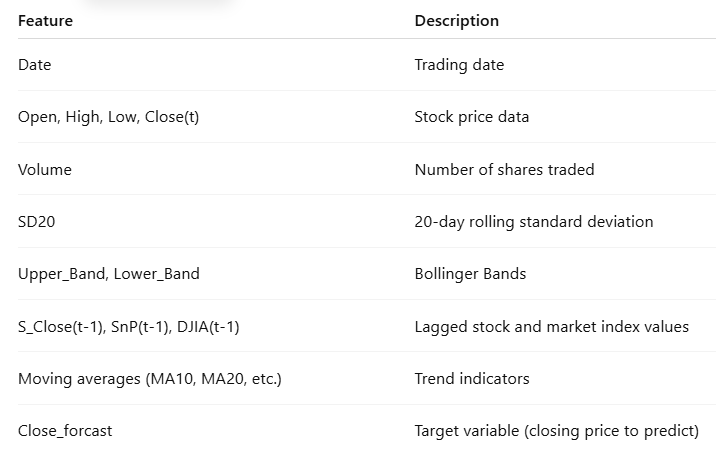 Feature Description
Date Trading date
Open, High, Low, Close(t) Stock price data
Volume Number of shares traded
SD20 20-day rolling standard deviation
Upper_Band, Lower_Band Bollinger Bands
S_Close(t-1), SnP(t-1), DJIA(t-1) Lagged stock and market index values
Moving averages (MA10, MA20, etc.) Trend indicators
Close_forcast Target variable (closing price to predict)